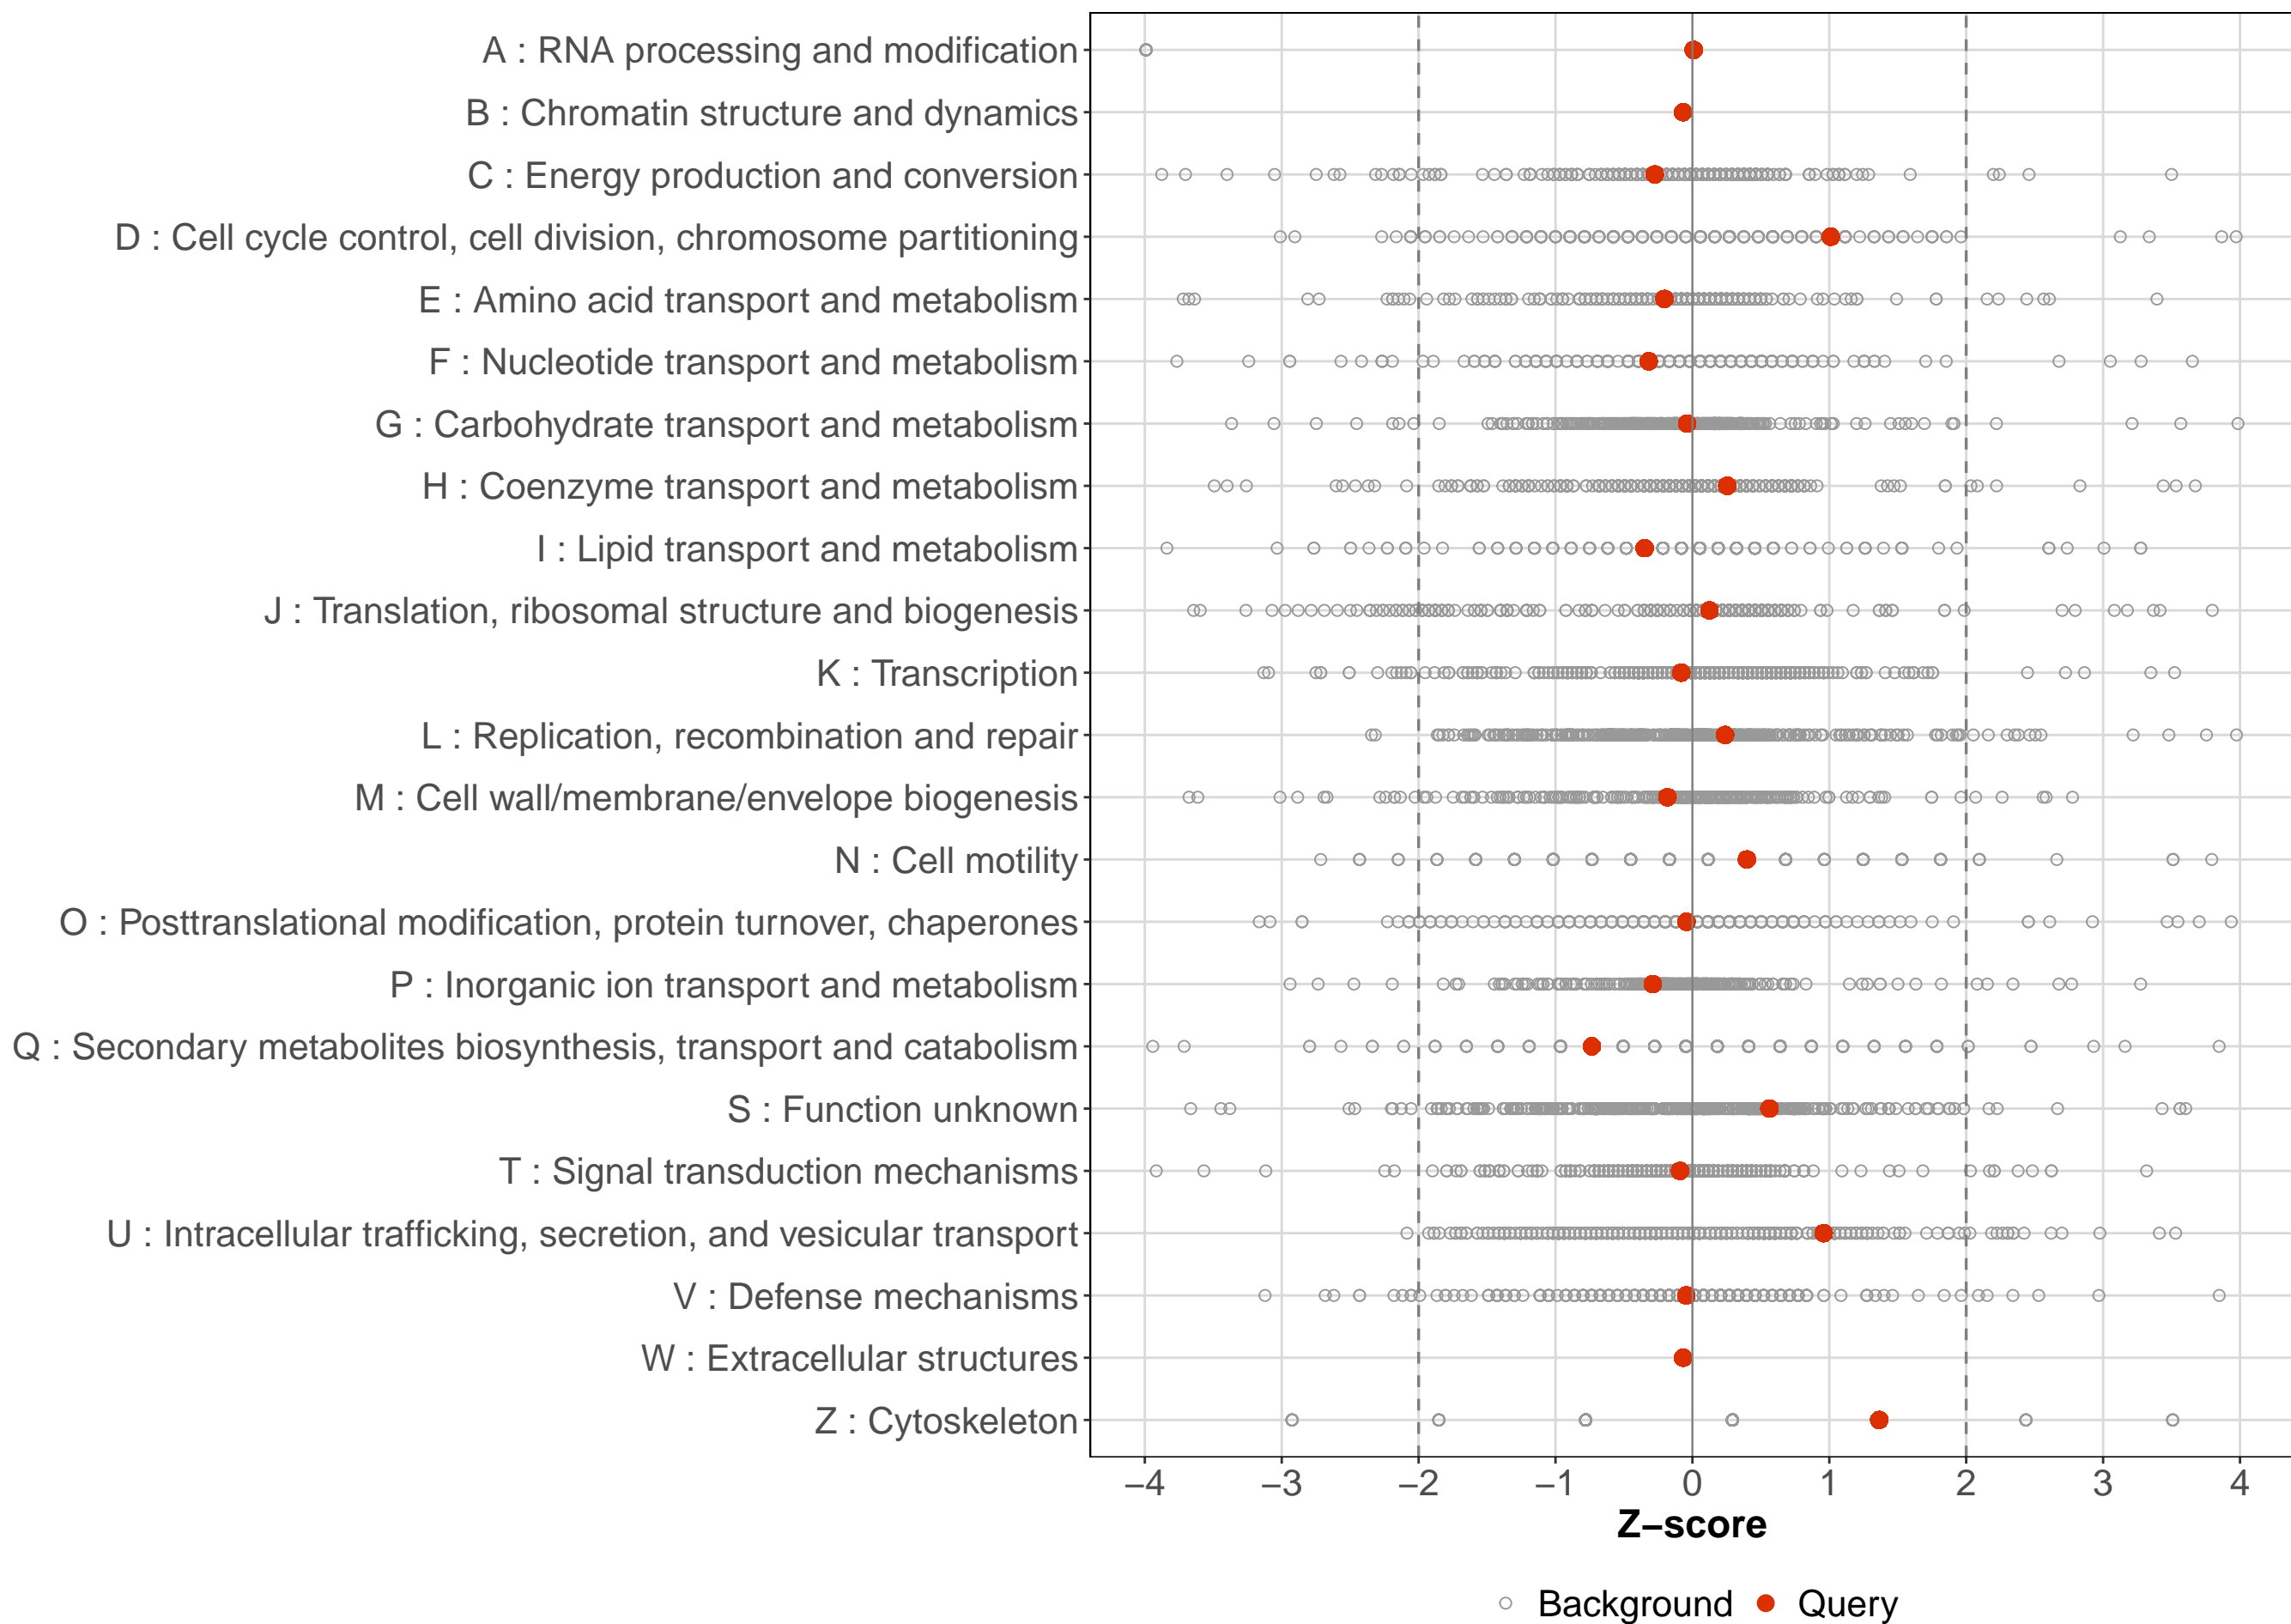 A : RNA processing and modification
B : Chromatin structure and dynamics
C : Energy production and conversion
D : Cell cycle control, cell division, chromosome partitioning
E : Amino acid transport and metabolism
F : Nucleotide transport and metabolism
G : Carbohydrate transport and metabolism
H : Coenzyme transport and metabolism
I : Lipid transport and metabolism
J : Translation, ribosomal structure and biogenesis
K : Transcription
L : Replication, recombination and repair
M : Cell wall/membrane/envelope biogenesis
N : Cell motility
O : Posttranslational modification, protein turnover, chaperones
P : Inorganic ion transport and metabolism
Q : Secondary metabolites biosynthesis, transport and catabolism
S : Function unknown
T : Signal transduction mechanisms
U : Intracellular trafficking, secretion, and vesicular transport
V : Defense mechanisms
W : Extracellular structures
Z : Cytoskeleton
−4 −3 −2 −1 0 1 2 3 4
Z−score
Background Query